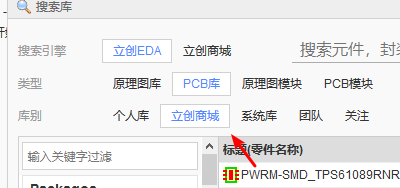 搜索库
搜索引擎 立创EDA 立创商城 搜索元件，封
类型 原理图库 PCB库 原理图模块 PCB模块
库别 个人库 立创商城 系统库 团队 关注
输入关键字过滤 标题(零件名称)
PWRM-SMD_TPS61089RNR